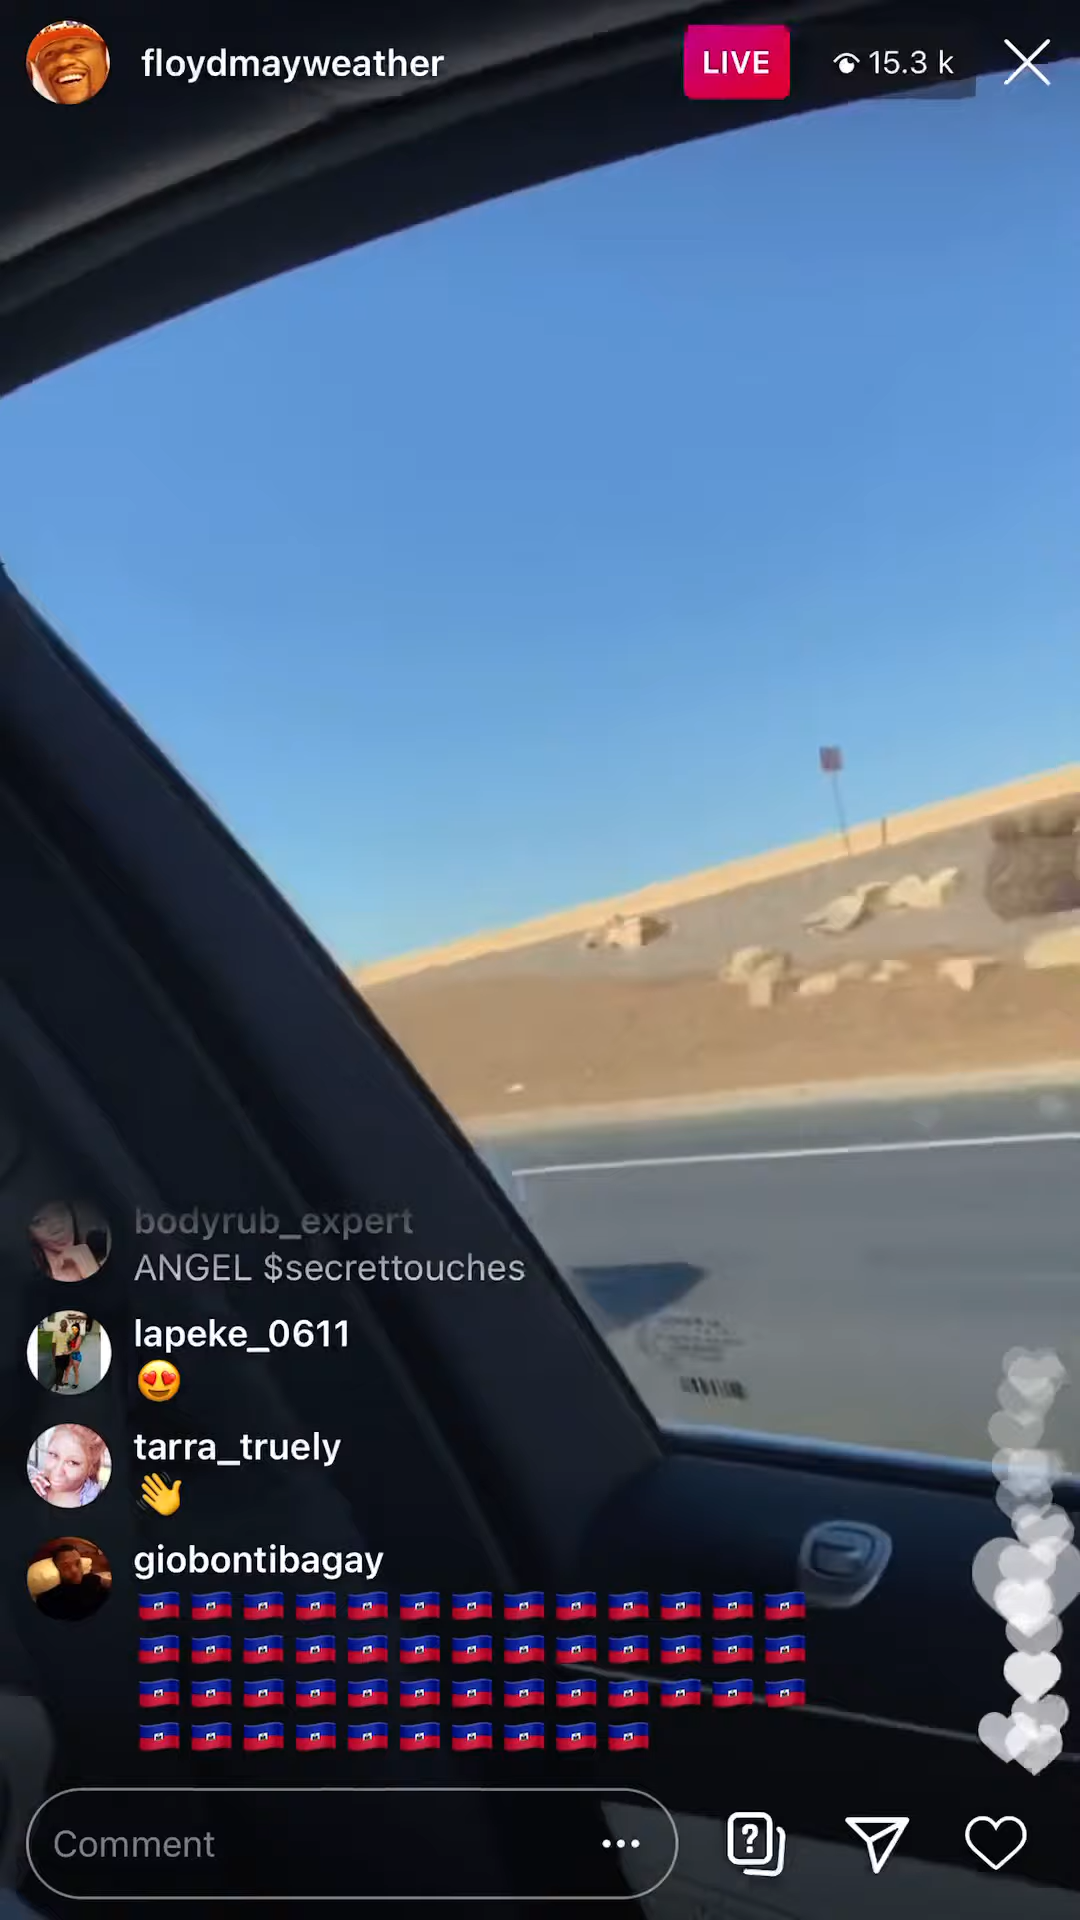 floydmayweather
LIVE
15.3 k
bodyrub_expert
ANGEL $secrettouches
lapeke_0611
😍
tarra_truely
👋
giobontibagay
🇭🇹🇭🇹🇭🇹🇭🇹🇭🇹🇭🇹🇭🇹🇭🇹🇭🇹🇭🇹🇭🇹🇭🇹🇭🇹
🇭🇹🇭🇹🇭🇹🇭🇹🇭🇹🇭🇹🇭🇹🇭🇹🇭🇹🇭🇹🇭🇹🇭🇹🇭🇹
🇭🇹🇭🇹🇭🇹🇭🇹🇭🇹🇭🇹🇭🇹🇭🇹🇭🇹🇭🇹🇭🇹🇭🇹🇭🇹
🇭🇹🇭🇹🇭🇹🇭🇹🇭🇹🇭🇹🇭🇹🇭🇹🇭🇹🇭🇹
Comment